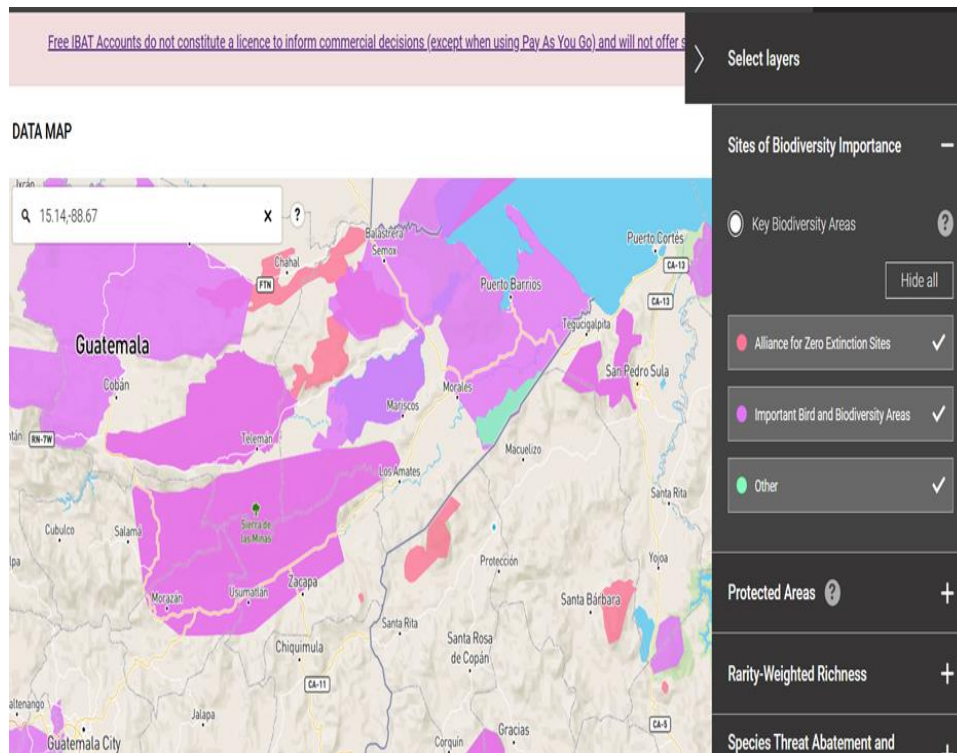 Free IBAT Accounts do not constitute a licence to inform commercial decisions (except when using Pay As You Go) and will not offer s
Select layers
DATA MAP
Sites of Biodiversity Importance
15.14,-88.67
x
?
Key Biodiversity Areas
?
Hide all
Alliance for Zero Extinction Sites
Important Bird and Biodiversity Areas
Other
Protected Areas
?
Rarity-Weighted Richness
Species Threat Abatement and
Ixcán
Balastrera
Semox
Chahal
FTN
Puerto Cortés
CA-13
Puerto Barrios
CA-13
Tegucigalpita
Guatemala
San Pedro Sula
Cobán
Morales
Mariscos
RN-7W
Telemán
Macuelizo
Los Amates
Santa Rita
Sierra de
las Minas
Cubulco
Salamá
Protección
Yojoa
Zacapa
Usumatlán
Morazán
Santa Bárbara
Santa Rita
Santa Rosa
de Copán
Chiquimula
CA-11
Jalapa
CA-5
Guatemala City
Corquín
Gracias